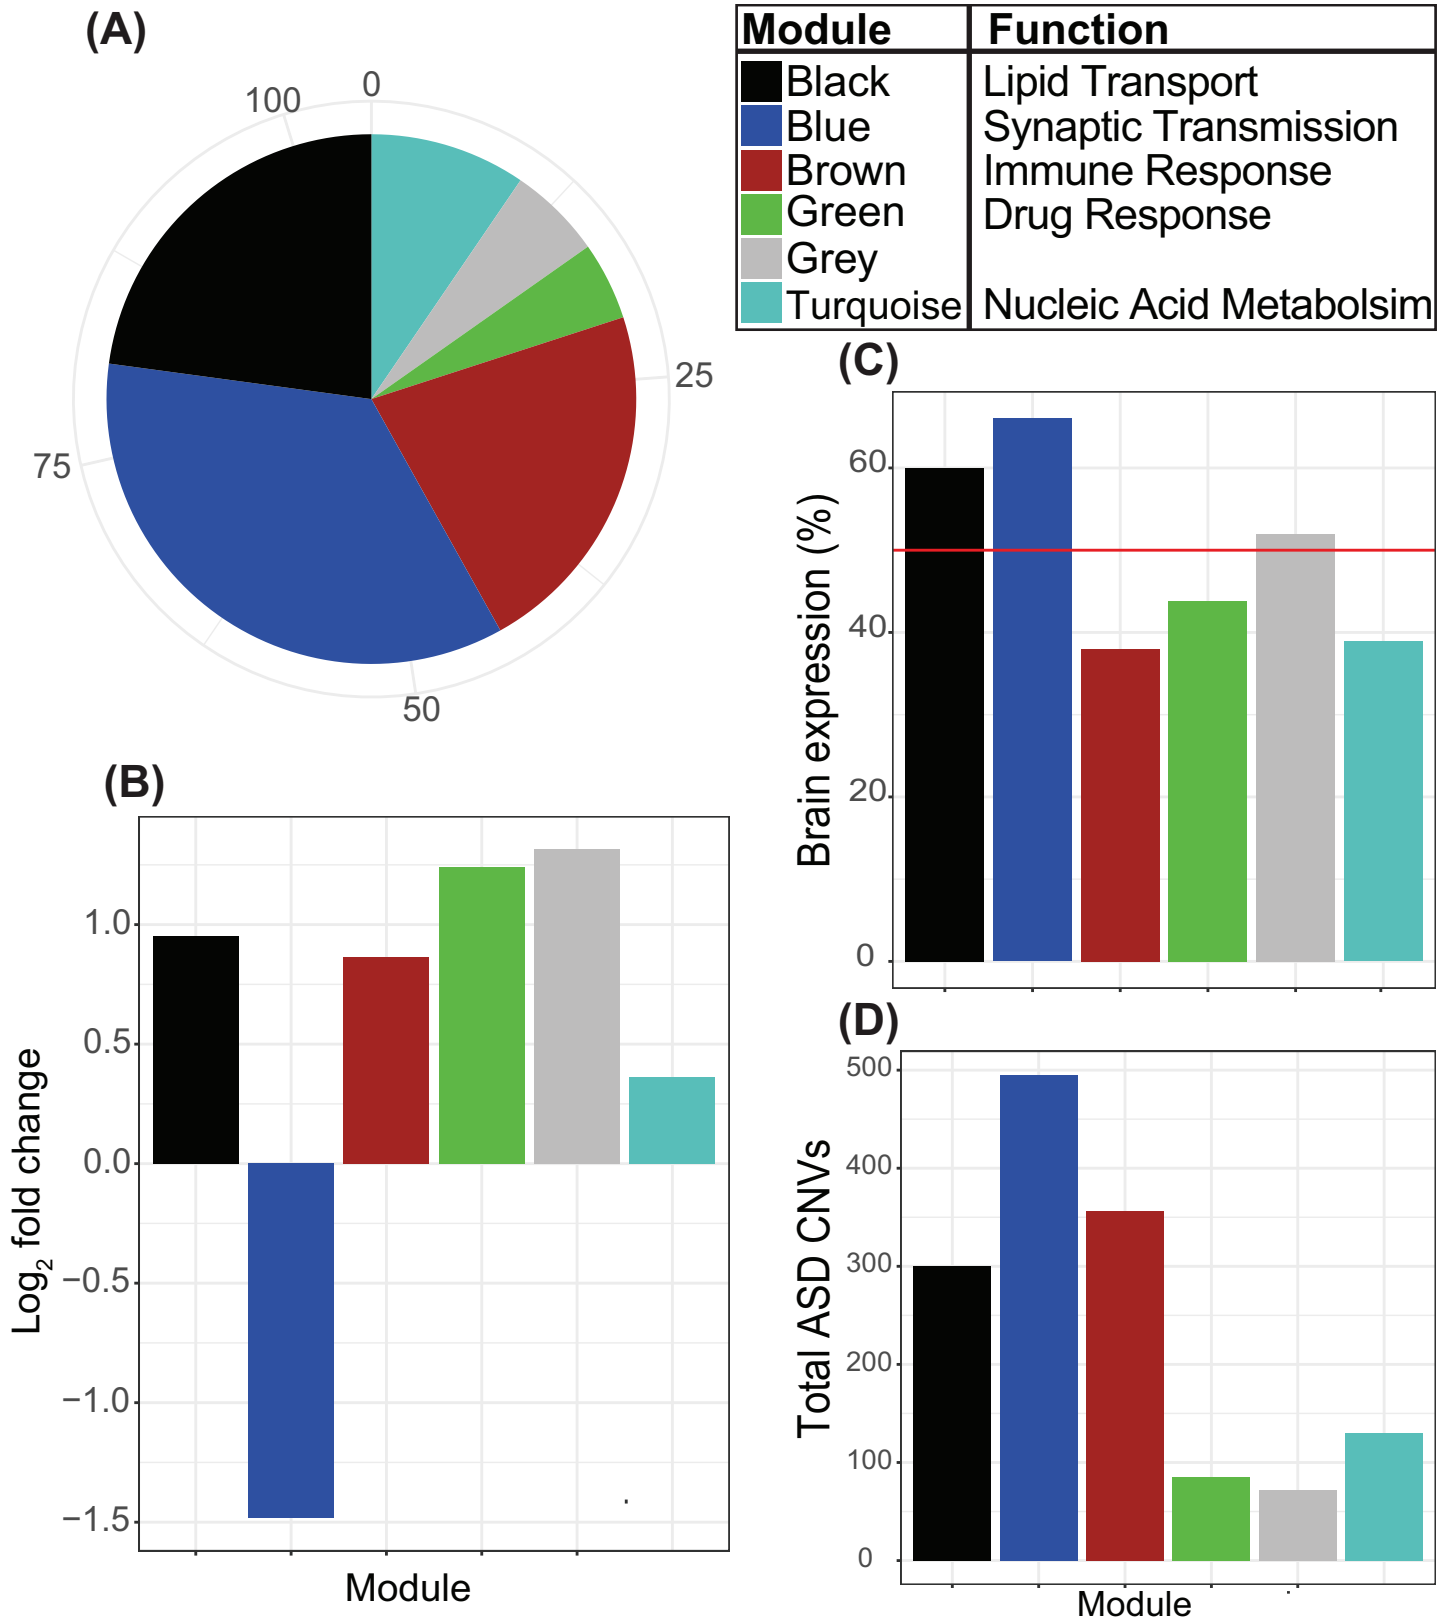 (A)
0
100
25
75
50
Module Function
Black Lipid Transport
Blue Synaptic Transmission
Brown Immune Response
Green Drug Response
Grey
Turquoise Nucleic Acid Metabolsim
(B)
Log2 fold change
1.0
0.5
0.0
−0.5
−1.0
−1.5
Module
(C)
Brain expression (%)
60
40
20
0
(D)
Total ASD CNVs
500
400
300
200
100
0
Module